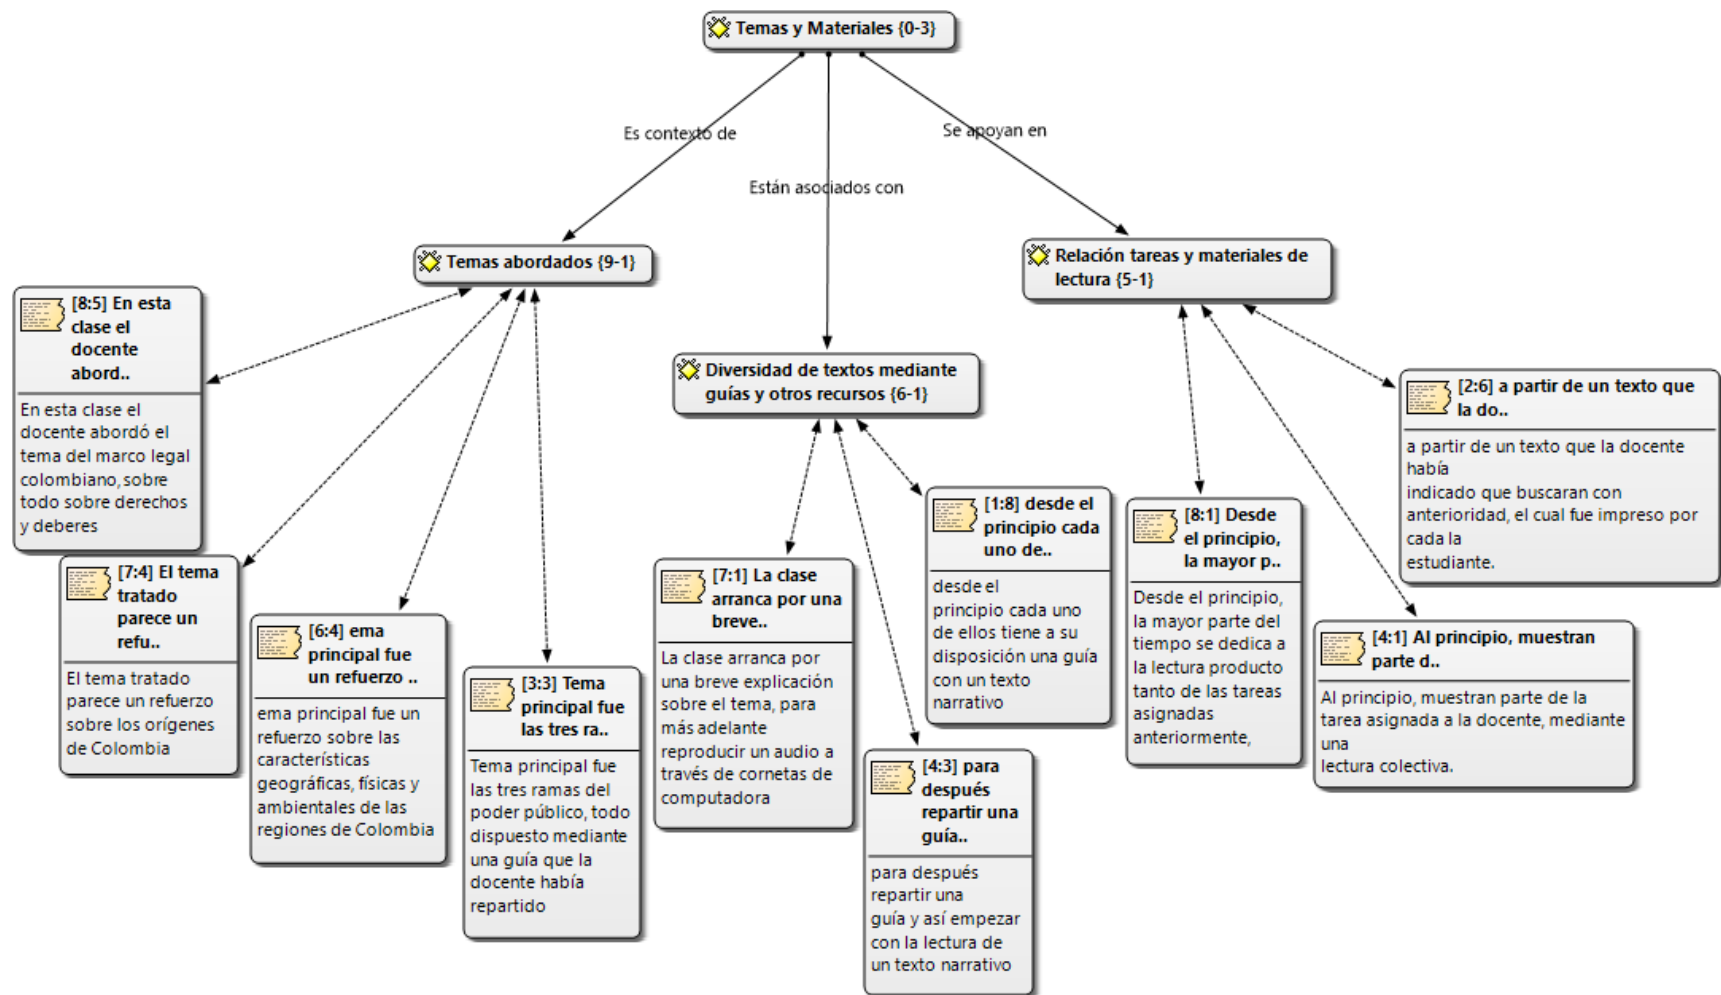 Temas y Materiales {0-3}
Es contexto de
Están asociados con
Se apoyan en
Temas abordados {9-1}
[8:5] En esta
clase el
docente
abord..
En esta clase el
docente abordó el
tema del marco legal
colombiano, sobre
todo sobre derechos
y deberes
[7:4] El tema
tratado
parece un
refu..
El tema tratado
parece un refuerzo
sobre los orígenes
de Colombia
[6:4] ema
principal fue
un refuerzo ..
ema principal fue un
refuerzo sobre las
características
geográficas, físicas y
ambientales de las
regiones de Colombia
[3:3] Tema
principal fue
las tres ra..
Tema principal fue
las tres ramas del
poder público, todo
dispuesto mediante
una guía que la
docente había
repartido
Diversidad de textos mediante
guías y otros recursos {6-1}
[7:1] La clase
arranca por una
breve..
La clase arranca por
una breve explicación
sobre el tema, para
más adelante
reproducir un audio a
través de cornetas de
computadora
[4:3] para
después
repartir una
guía..
para después
repartir una
guía y así empezar
con la lectura de
un texto narrativo
[1:8] desde el
principio cada
uno de..
desde el
principio cada uno
de ellos tiene a su
disposición una guía
con un texto
narrativo
Relación tareas y materiales de
lectura {5-1}
[8:1] Desde
el principio,
la mayor p..
Desde el principio,
la mayor parte del
tiempo se dedica a
la lectura producto
tanto de las tareas
asignadas
anteriormente,
[4:1] Al principio, muestran
parte d..
Al principio, muestran parte de la
tarea asignada a la docente, mediante
una
lectura colectiva.
[2:6] a partir de un texto que
la do..
a partir de un texto que la docente
había
indicado que buscaran con
anterioridad, el cual fue impreso por
cada la
estudiante.